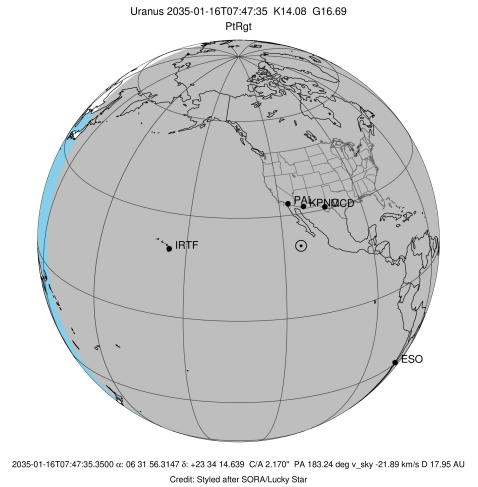 Uranus 2035-01-16T07:47:35 K14.08 G16.69
PtRgt
PAL KPNO MCD
IRTF
ESO
2035-01-16T07:47:35.3500 α: 06 31 56.3147 δ: +23 34 14.639 C/A 2.170" PA 183.24 deg v_sky -21.89 km/s D 17.95 AU
Credit: Styled after SORA/Lucky Star